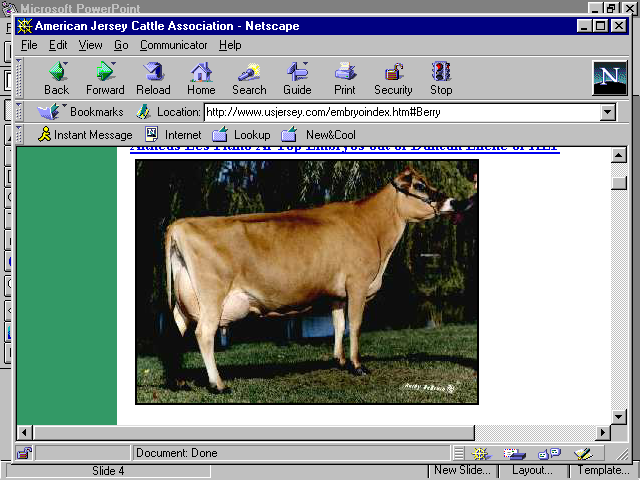 Microsoft PowerPoint
American Jersey Cattle Association - Netscape
File Edit View Go Communicator Help
Back Forward Reload Home Search Guide Print Security Stop
N
Bookmarks Location: http://www.usjersey.com/embryoindex.htm#Berry
Instant Message Internet Lookup New&Cool
Document: Done
Slide 4 New Slide... Layout... Template...